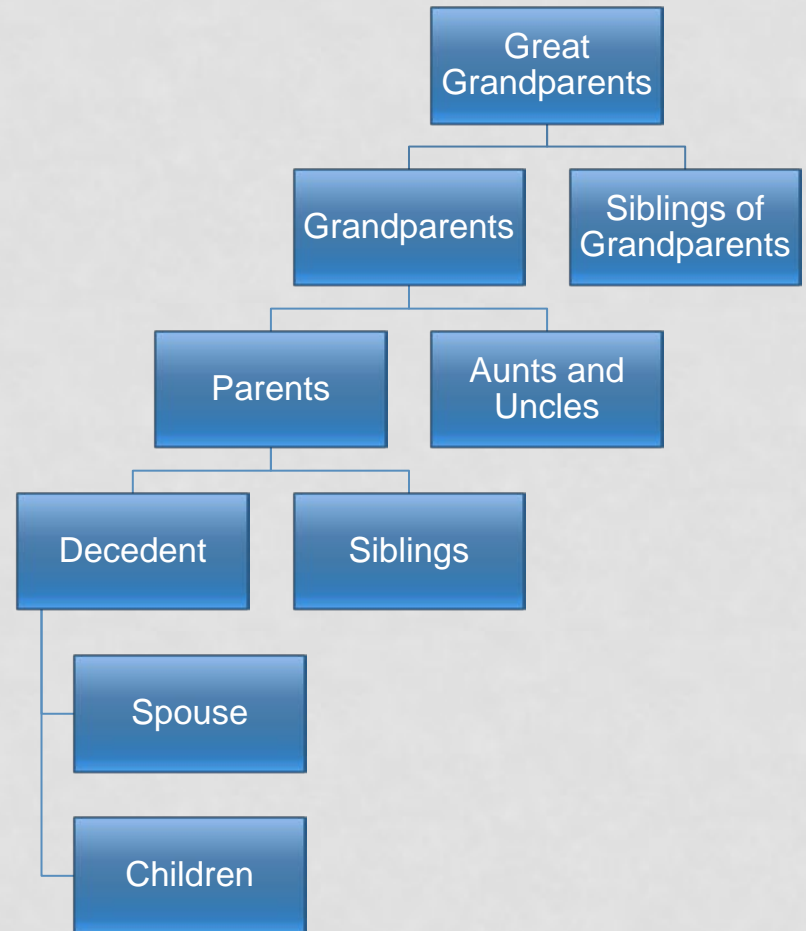 Great
Grandparents
Grandparents
Siblings of
Grandparents
Parents
Aunts and
Uncles
Decedent
Siblings
Spouse
Children